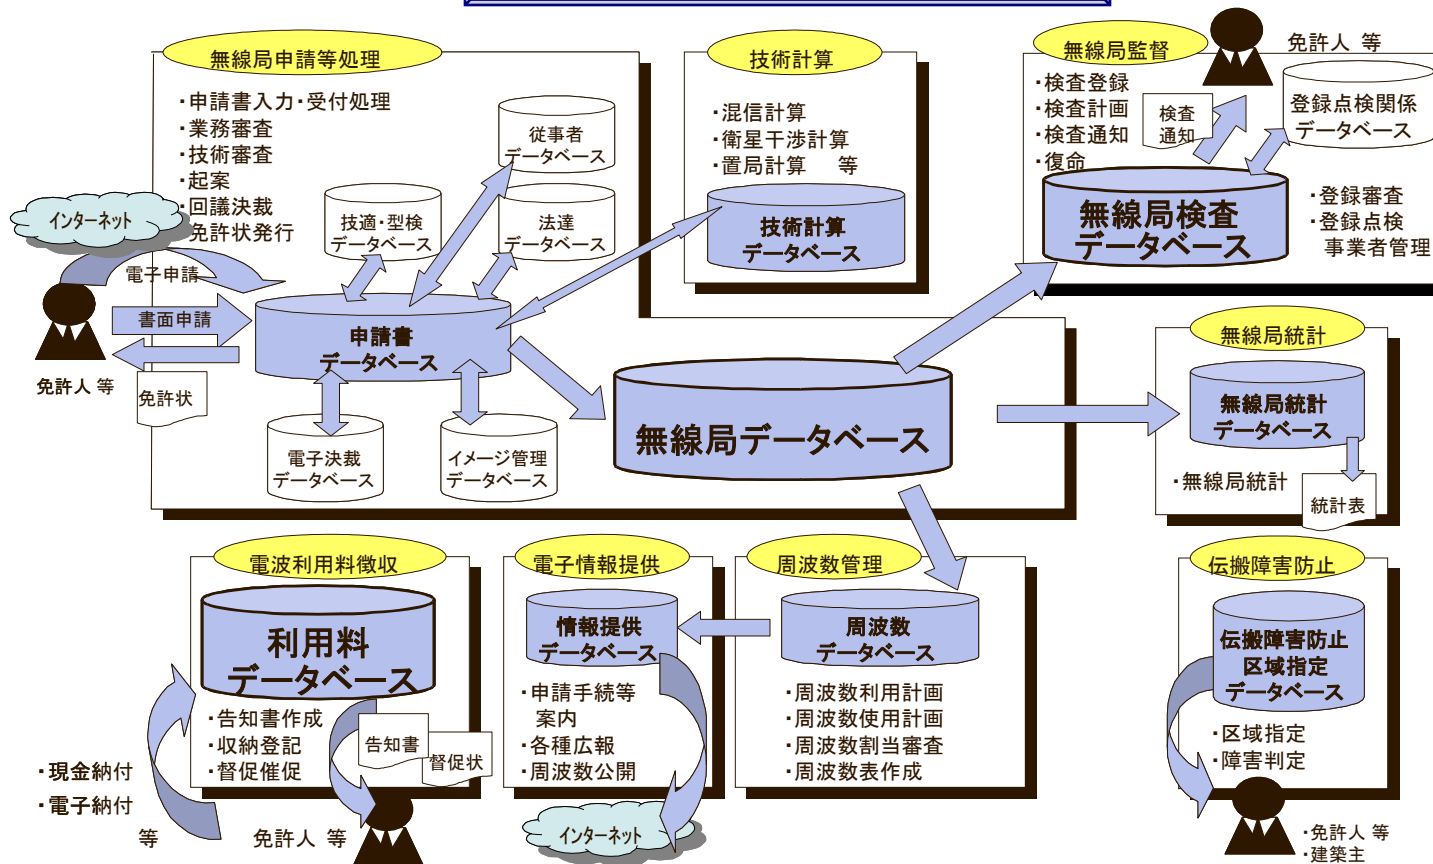 無線局申請等処理
・申請書入力・受付処理
・業務審査
・技術審査
・起案
・回議決裁
免許状発行
インターネット
電子申請
書面申請
免許人 等
免許状
従事者
データベース
技適・型検
データベース
法達
データベース
申請書
データベース
電子決裁
データベース
イメージ管理
データベース
無線局データベース
技術計算
・混信計算
・衛星干渉計算
・置局計算 等
技術計算
データベース
無線局監督
・検査登録
・検査計画
・検査通知
・復命
検査
通知
免許人 等
登録点検関係
データベース
無線局検査
データベース
・登録審査
・登録点検
事業者管理
無線局統計
無線局統計
データベース
・無線局統計
統計表
電波利用料徴収
利用料
データベース
・告知書作成
・収納登記
・督促催促
告知書
督促状
・現金納付
・電子納付
等
免許人 等
電子情報提供
情報提供
データベース
・申請手続等
案内
・各種広報
・周波数公開
インターネット
周波数管理
周波数
データベース
・周波数利用計画
・周波数使用計画
・周波数割当審査
・周波数表作成
伝搬障害防止
伝搬障害防止
区域指定
データベース
・区域指定
・障害判定
・免許人 等
・建築主